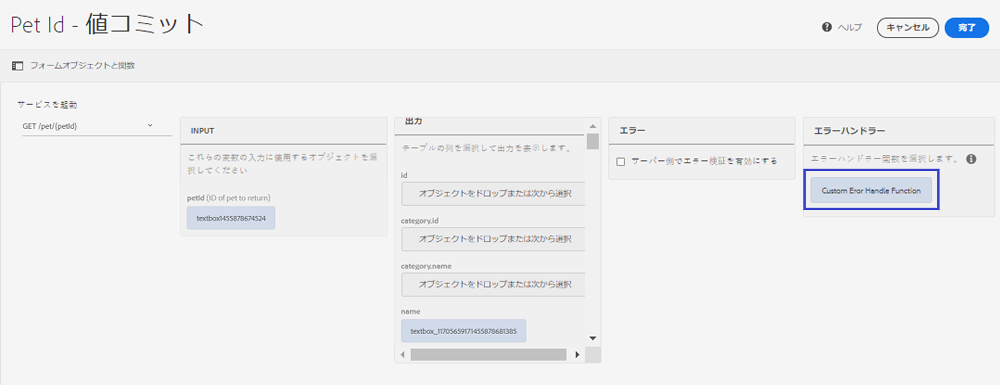 Pet Id - 値コミット
ヘルプ
キャンセル
完了
フォームオブジェクトと関数
サービスを起動
GET /pet/{petId}
INPUT
これらの変数の入力に使用するオブジェクトを選
択してください
petId (ID of pet to return)
textbox1455878674524
出力
テーブルの列を選択して出力を表示します。
id
オブジェクトをドロップまたは次から選択
category.id
オブジェクトをドロップまたは次から選択
category.name
オブジェクトをドロップまたは次から選択
name
textbox_11705659171455878681385
エラー
サーバー側でエラー検証を有効にする
エラーハンドラー
エラーハンドラー関数を選択します。
Custom Eror Handle Function